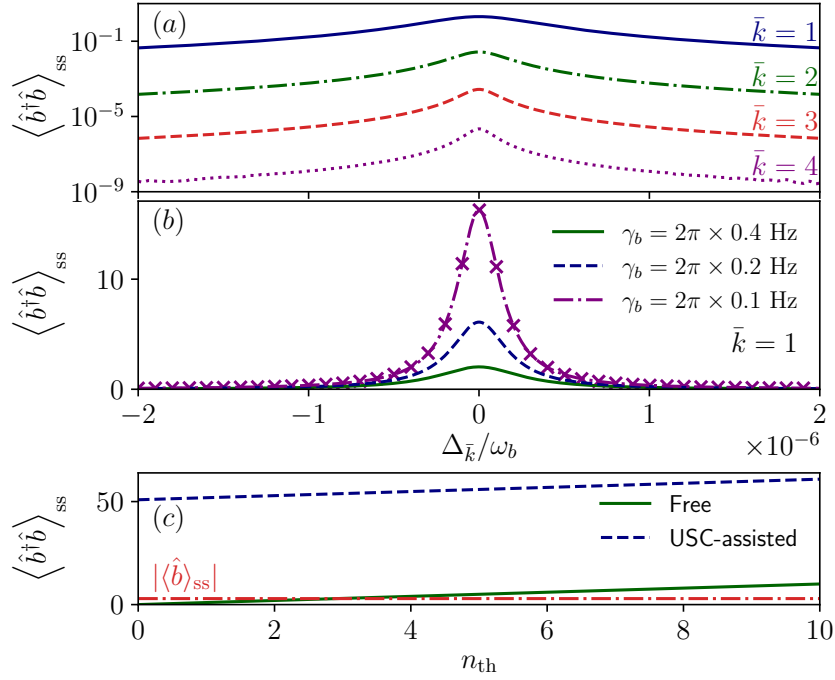 (a)
⟨b̂†b̂⟩ss
10⁻¹
10⁻⁵
10⁻⁹
k̄ = 1
k̄ = 2
k̄ = 3
k̄ = 4
(b)
⟨b̂†b̂⟩ss
10
0
γb = 2π × 0.4 Hz
γb = 2π × 0.2 Hz
γb = 2π × 0.1 Hz
k̄ = 1
−2 −1 0 1 2
Δk̄/ωb
×10⁻⁶
(c)
⟨b̂†b̂⟩ss
50
0
Free
USC-assisted
|⟨b̂⟩ss|
0 2 4 6 8 10
nth